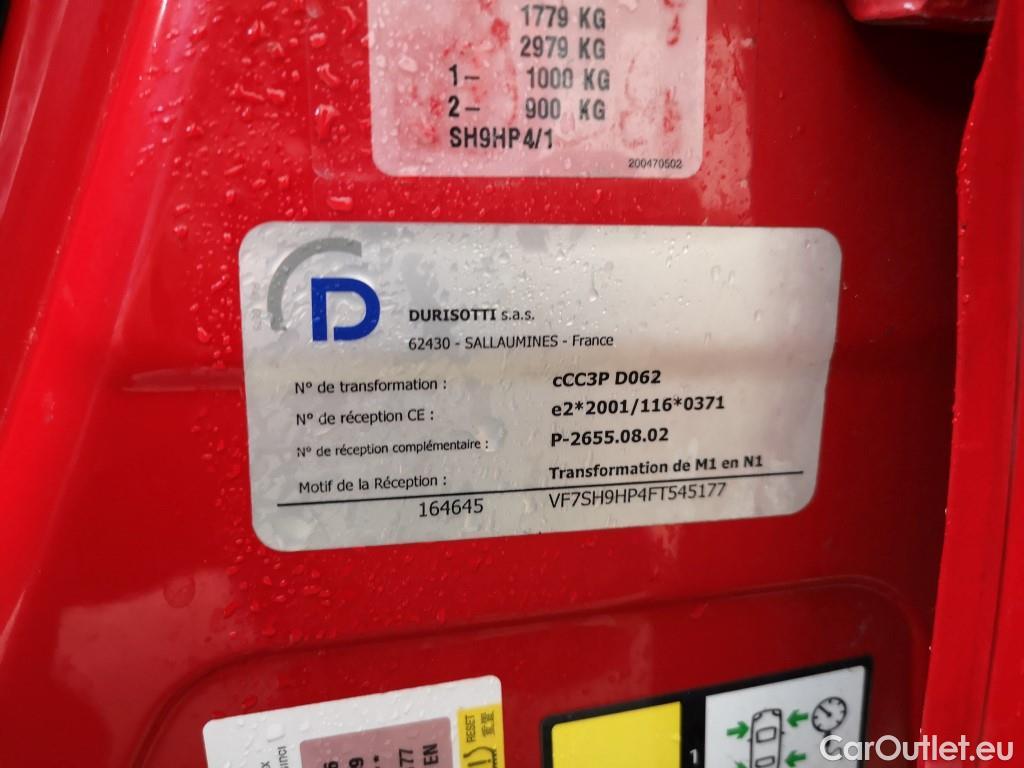 1779 KG
2979 KG
1- 1000 KG
2- 900 KG
SH9HP4/1
200470502
D
DURISOTTI s.a.s.
62430 - SALLAUMINES - France
N° de transformation : cCC3P D062
N° de réception CE : e2*2001/116*0371
N° de réception complémentaire : P-2655.08.02
Motif de la Réception : Transformation de M1 en N1
164645 VF7SH9HP4FT545177
RESET
77
EN
1
CarOutlet.eu